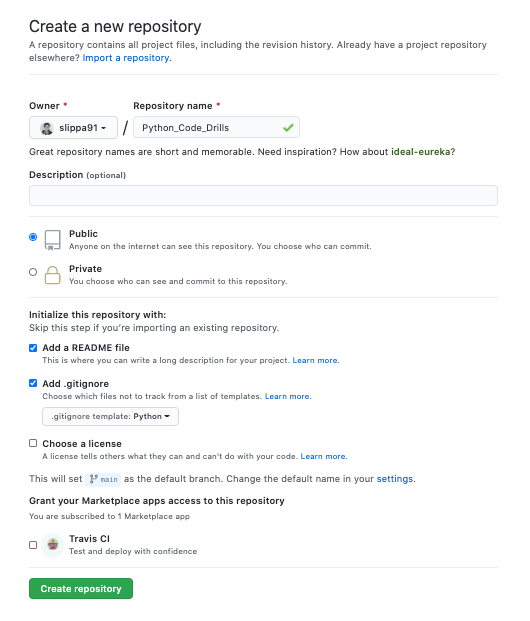 Create a new repository
A repository contains all project files, including the revision history. Already have a project repository
elsewhere? Import a repository.
Owner *
Repository name *
slippa91
/
Python_Code_Drills
Great repository names are short and memorable. Need inspiration? How about ideal-eureka?
Description (optional)
Public
Anyone on the internet can see this repository. You choose who can commit.
Private
You choose who can see and commit to this repository.
Initialize this repository with:
Skip this step if you're importing an existing repository.
Add a README file
This is where you can write a long description for your project. Learn more.
Add .gitignore
Choose which files not to track from a list of templates. Learn more.
.gitignore template: Python
Choose a license
A license tells others what they can and can't do with your code. Learn more.
This will set main as the default branch. Change the default name in your settings.
Grant your Marketplace apps access to this repository
You are subscribed to 1 Marketplace app
Travis CI
Test and deploy with confidence
Create repository